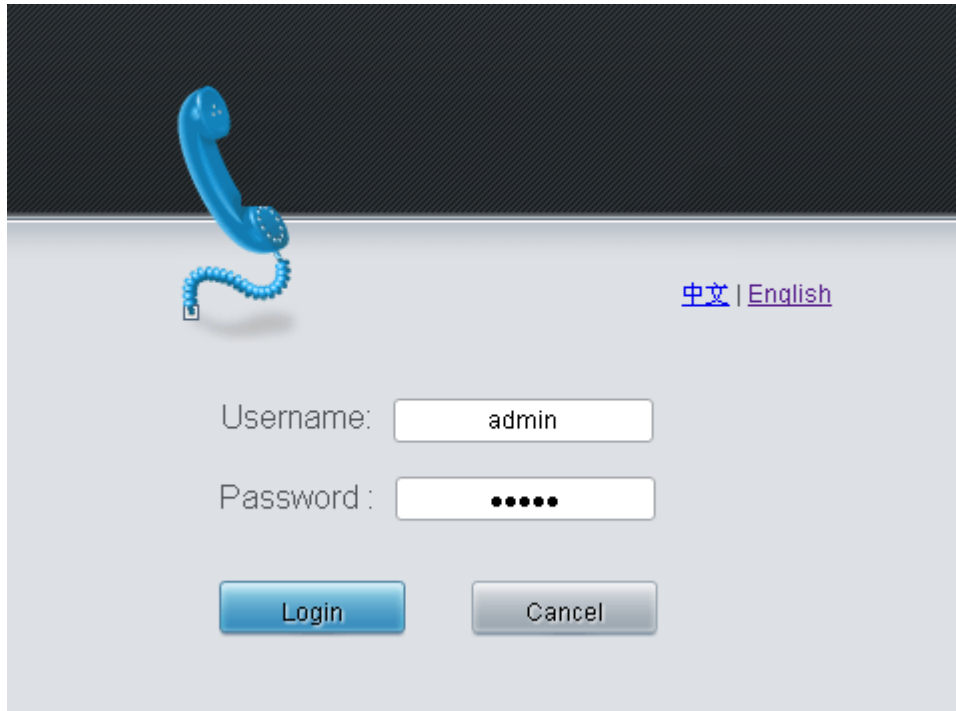 中文 | English
Username: admin
Password : •••••
Login Cancel